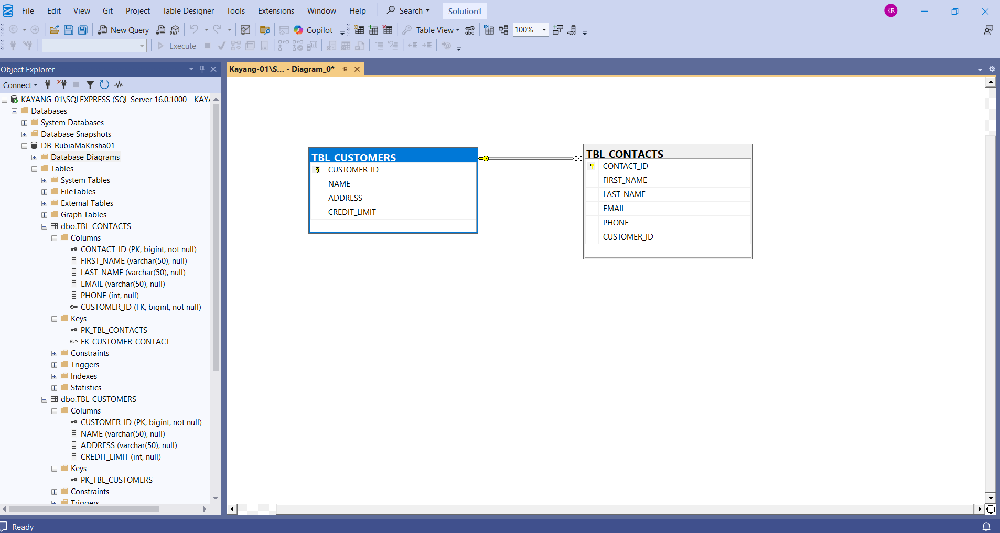 File Edit View Git Project Table Designer Tools Extensions Window Help Search Solution1 KR
New Query DAX Copilot Table View abc 100%
Execute
Object Explorer
Kayang-01\S... - Diagram_0*
Connect
KAYANG-01\SQLEXPRESS (SQL Server 16.0.1000 - KAYA
Databases
System Databases
Database Snapshots
DB_RubiaMaKrisha01
Database Diagrams
Tables
System Tables
FileTables
External Tables
Graph Tables
dbo.TBL_CONTACTS
Columns
CONTACT_ID (PK, bigint, not null)
FIRST_NAME (varchar(50), null)
LAST_NAME (varchar(50), null)
EMAIL (varchar(50), null)
PHONE (int, null)
CUSTOMER_ID (FK, bigint, not null)
Keys
PK_TBL_CONTACTS
FK_CUSTOMER_CONTACT
Constraints
Triggers
Indexes
Statistics
dbo.TBL_CUSTOMERS
Columns
CUSTOMER_ID (PK, bigint, not null)
NAME (varchar(50), null)
ADDRESS (varchar(50), null)
CREDIT_LIMIT (int, null)
Keys
PK_TBL_CUSTOMERS
Constraints
Triggers
TBL_CUSTOMERS
CUSTOMER_ID
NAME
ADDRESS
CREDIT_LIMIT
TBL_CONTACTS
CONTACT_ID
FIRST_NAME
LAST_NAME
EMAIL
PHONE
CUSTOMER_ID
Ready